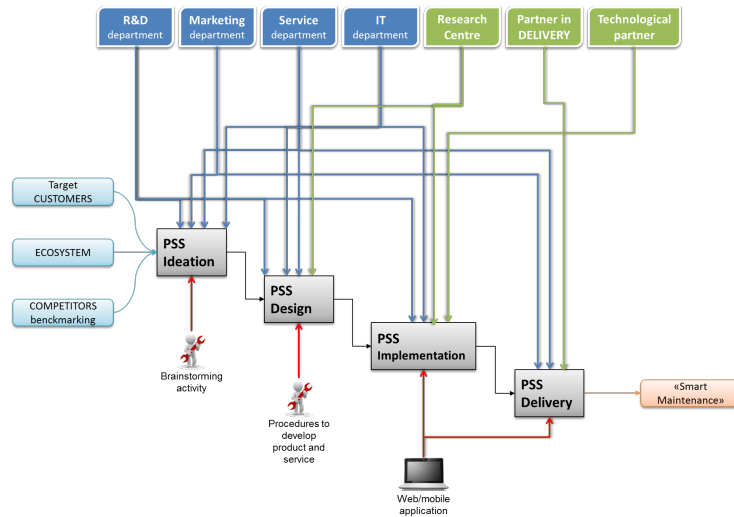 R&D
department
Marketing
department
Service
department
IT
department
Research
Centre
Partner in
DELIVERY
Technological
partner
Target
CUSTOMERS
ECOSYSTEM
COMPETITORS
benckmarking
PSS
Ideation
PSS
Design
PSS
Implementation
PSS
Delivery
«Smart
Maintenance»
Brainstorming
activity
Procedures to
develop
product and
service
Web/mobile
application